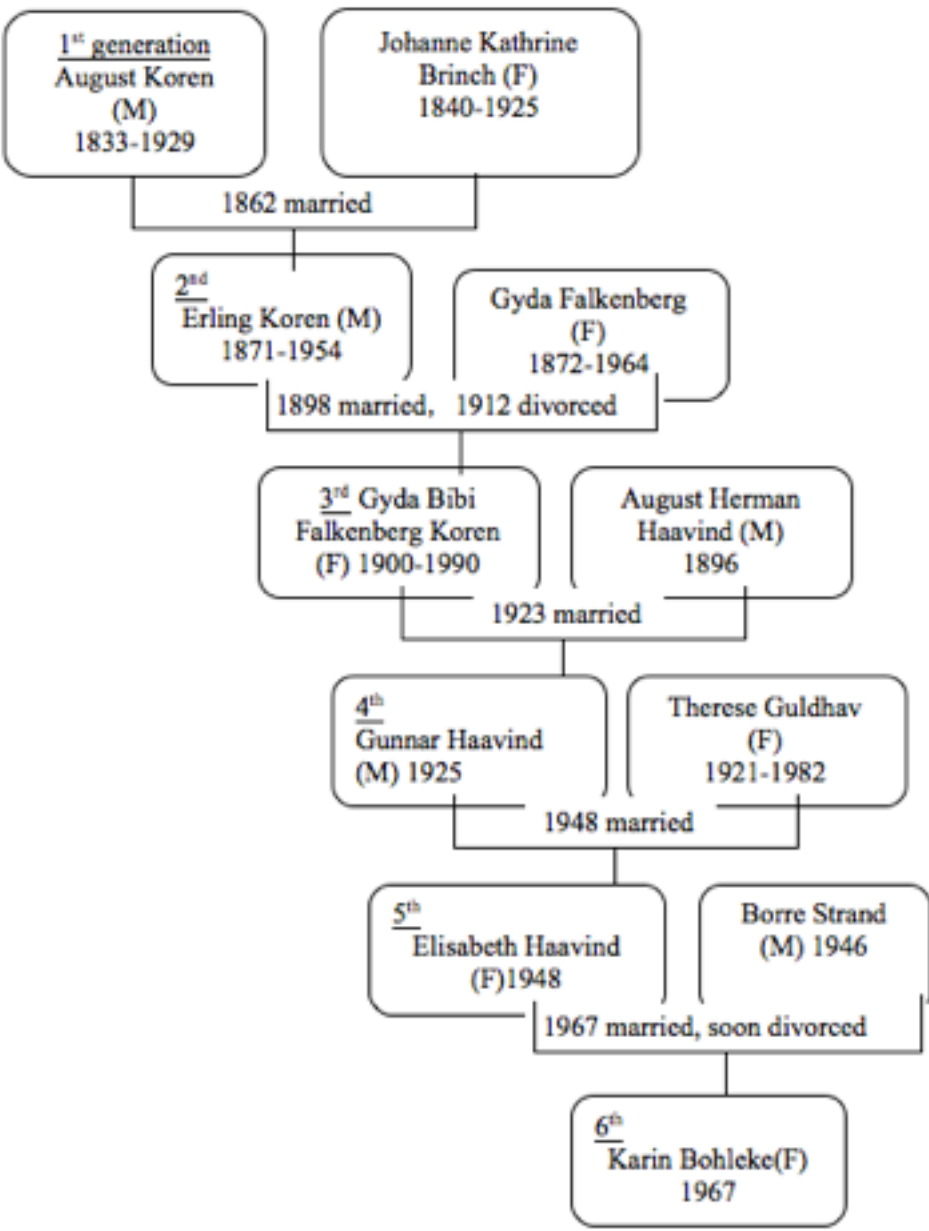 1st generation
August Koren
(M)
1833-1929
Johanne Kathrine
Brinch (F)
1840-1925
1862 married
2nd
Erling Koren (M)
1871-1954
Gyda Falkenberg
(F)
1872-1964
1898 married, 1912 divorced
3rd Gyda Bibi
Falkenberg Koren
(F) 1900-1990
August Herman
Haavind (M)
1896
1923 married
4th
Gunnar Haavind
(M) 1925
Therese Guldhav
(F)
1921-1982
1948 married
5th
Elisabeth Haavind
(F)1948
Borre Strand
(M) 1946
1967 married, soon divorced
6th
Karin Bohleke(F)
1967